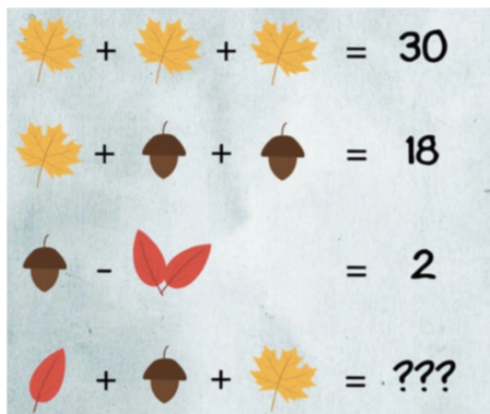 + + = 30
+ + = 18
- = 2
+ + = ???